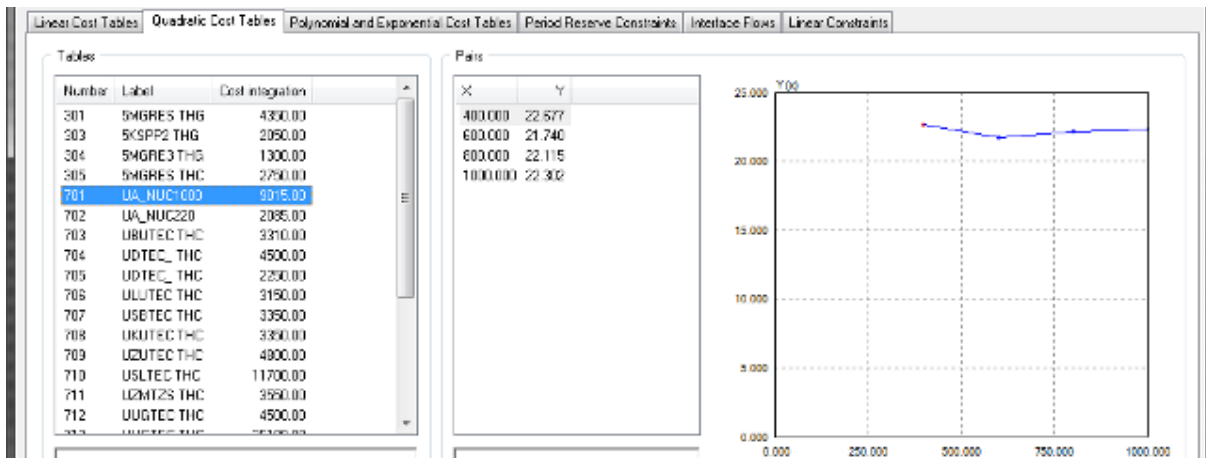 Linear Cost Tables Quadratic Cost Tables Polynomial and Exponential Cost Tables Period Reserve Constraints Interface Flows Linear Constraints
Tables
Number Label Cost integration
301 5MGRES THG 4350.00
303 5KSPP2 THG 2050.00
304 5MGRE3 THG 1300.00
305 5MGRES THC 2750.00
701 UA_NUC1000 9015.00
702 UA_NUC220 2085.00
703 UBUTEC THC 3310.00
704 UDTEC_ THC 4500.00
705 UDTEC_ THC 2250.00
706 ULUTEC THC 3150.00
707 USBTEC THC 3350.00
708 UKUTEC THC 3350.00
709 UZUTEC THC 4800.00
710 USLTEC THC 11700.00
711 UZMTZS THC 3550.00
712 UUGTEC THC 4500.00
Pairs
X Y
400.000 22.677
600.000 21.740
800.000 22.115
1000.000 22.302
Y(X)
25.000
20.000
15.000
10.000
5.000
0.000
0.000 250.000 500.000 750.000 1000.000